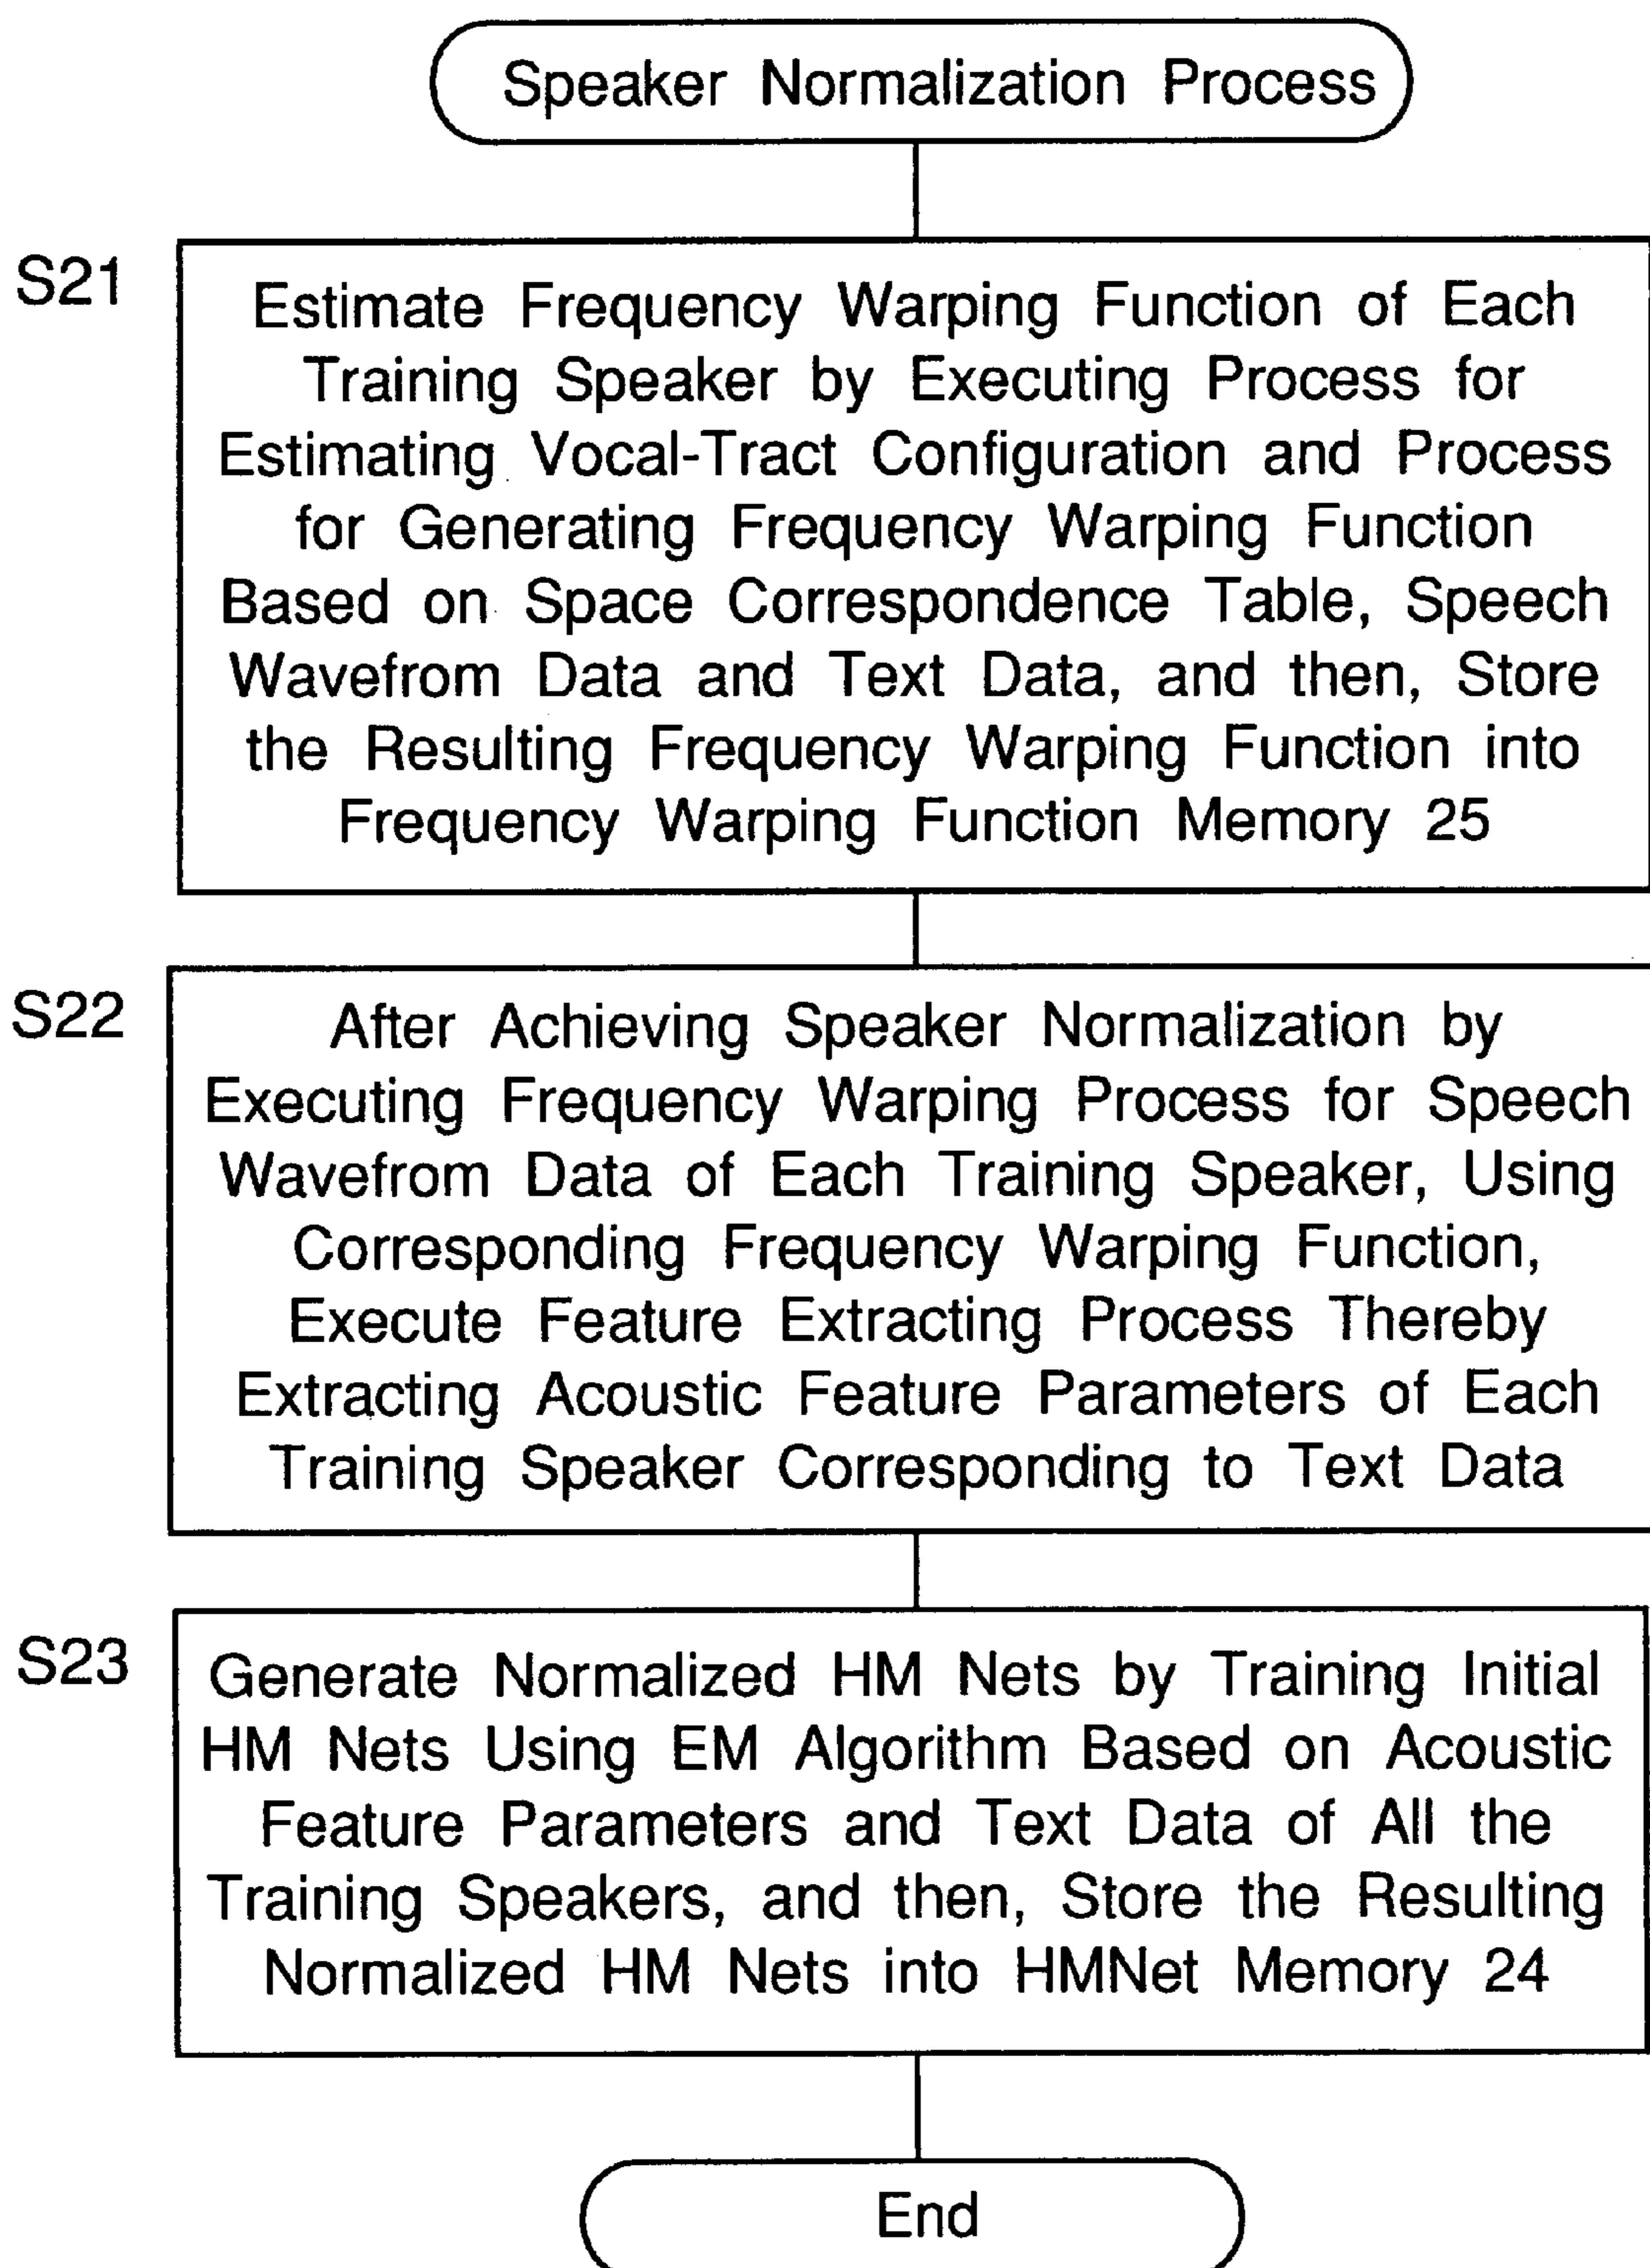 Speaker Normalization Process
S21
Estimate Frequency Warping Function of Each
Training Speaker by Executing Process for
Estimating Vocal-Tract Configuration and Process
for Generating Frequency Warping Function
Based on Space Correspondence Table, Speech
Wavefrom Data and Text Data, and then, Store
the Resulting Frequency Warping Function into
Frequency Warping Function Memory 25
S22
After Achieving Speaker Normalization by
Executing Frequency Warping Process for Speech
Wavefrom Data of Each Training Speaker, Using
Corresponding Frequency Warping Function,
Execute Feature Extracting Process Thereby
Extracting Acoustic Feature Parameters of Each
Training Speaker Corresponding to Text Data
S23
Generate Normalized HM Nets by Training Initial
HM Nets Using EM Algorithm Based on Acoustic
Feature Parameters and Text Data of All the
Training Speakers, and then, Store the Resulting
Normalized HM Nets into HMNet Memory 24
End